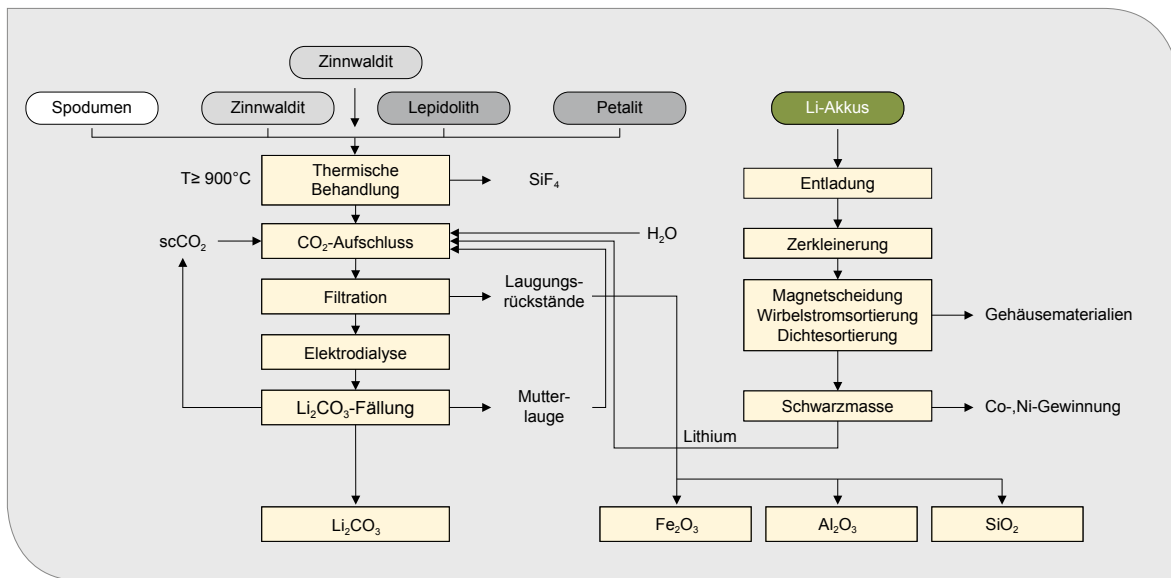 Zinnwaldit
Spodumen
Zinnwaldit
Lepidolith
Petalit
Li-Akkus
T≥ 900°C
Thermische
Behandlung
SiF₄
Entladung
scCO₂
CO₂-Aufschluss
H₂O
Zerkleinerung
Filtration
Laugungs-
rückstände
Magnetscheidung
Wirbelstromsortierung
Dichtesortierung
Gehäusematerialien
Elektrodialyse
Li₂CO₃-Fällung
Mutter-
lauge
Schwarzmasse
Co-,Ni-Gewinnung
Lithium
Li₂CO₃
Fe₂O₃
Al₂O₃
SiO₂